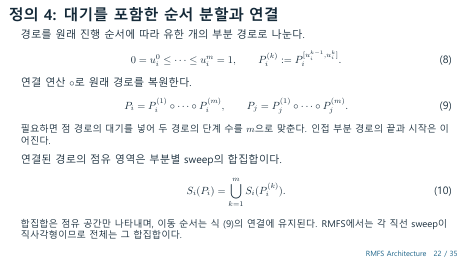 정의 4: 대기를 포함한 순서 분할과 연결
경로를 원래 진행 순서에 따라 유한 개의 부분 경로로 나눈다.
0 = u_i^0 ≤ ⋯ ≤ u_i^m = 1, P_i^{(k)} := P_i^{[u_i^{k−1}, u_i^k]}. (8)
연결 연산 ∘로 원래 경로를 복원한다.
P_i = P_i^{(1)} ∘ ⋯ ∘ P_i^{(m)}, P_j = P_j^{(1)} ∘ ⋯ ∘ P_j^{(m)}. (9)
필요하면 점 경로의 대기를 넣어 두 경로의 단계 수를 m으로 맞춘다. 인접 부분 경로의 끝과 시작은 이
어진다.
연결된 경로의 점유 영역은 부분별 sweep의 합집합이다.
S_i(P_i) = ⋃_{k=1}^{m} S_i(P_i^{(k)}). (10)
합집합은 점유 공간만 나타내며, 이동 순서는 식 (9)의 연결에 유지된다. RMFS에서는 각 직선 sweep이
직사각형이므로 전체는 그 합집합이다.
RMFS Architecture 22 / 35